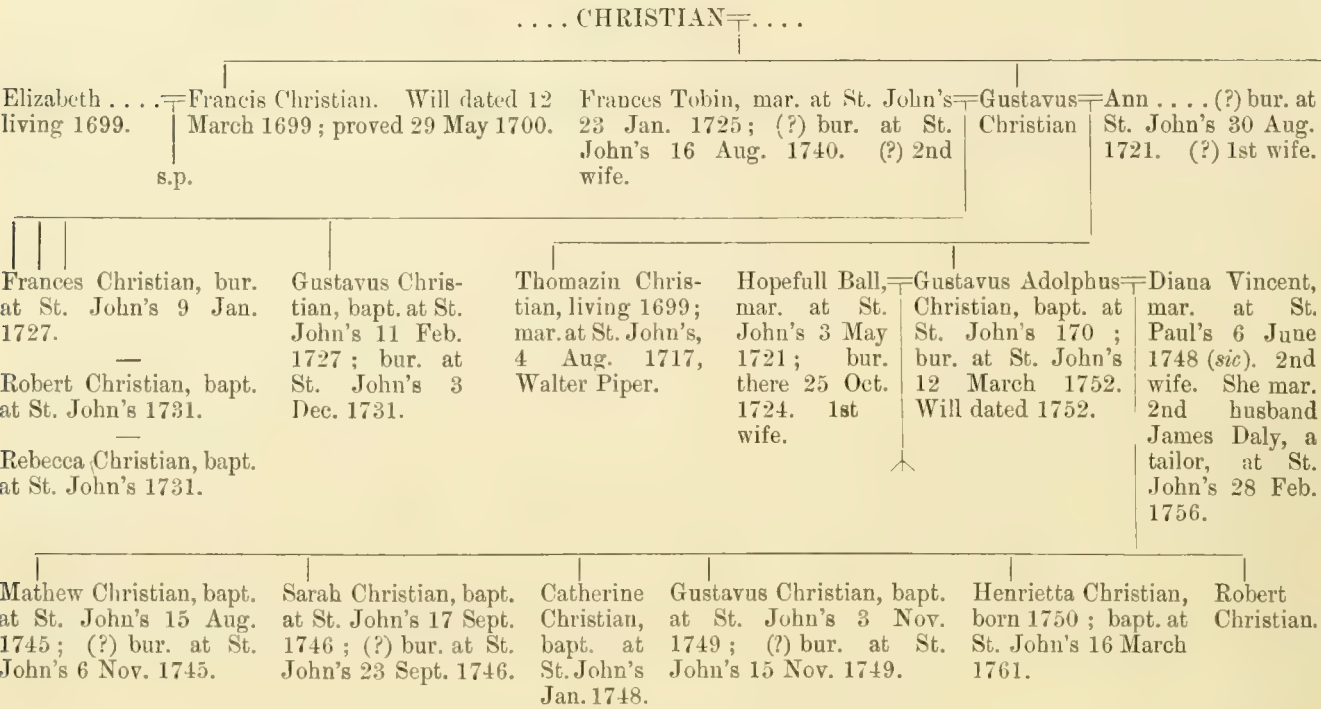 .... CHRISTIAN=....
Elizabeth ....=Francis Christian. Will dated 12
living 1699. March 1699; proved 29 May 1700.
s.p.
Frances Tobin, mar. at St. John's=Gustavus=Ann .... (?) bur. at
23 Jan. 1725; (?) bur. at St. Christian St. John's 30 Aug.
John's 16 Aug. 1740. (?) 2nd 1721. (?) 1st wife.
wife.
Frances Christian, bur.
at St. John's 9 Jan.
1727.
—
Robert Christian, bapt.
at St. John's 1731.
—
Rebecca Christian, bapt.
at St. John's 1731.
Gustavus Chris-
tian, bapt. at St.
John's 11 Feb.
1727; bur. at
St. John's 3
Dec. 1731.
Thomazin Chris-
tian, living 1699;
mar. at St. John's,
4 Aug. 1717,
Walter Piper.
Hopefull Ball,=
mar. at St.
John's 3 May
1721; bur.
there 25 Oct.
1724. 1st
wife.
Gustavus Adolphus=
Christian, bapt. at
St. John's 170 ;
bur. at St. John's
12 March 1752.
Will dated 1752.
Diana Vincent,
mar. at St.
Paul's 6 June
1748 (sic). 2nd
wife. She mar.
2nd husband
James Daly, a
tailor, at St.
John's 28 Feb.
1756.
Mathew Christian, bapt.
at St. John's 15 Aug.
1745; (?) bur. at St.
John's 6 Nov. 1745.
Sarah Christian, bapt.
at St. John's 17 Sept.
1746; (?) bur. at St.
John's 23 Sept. 1746.
Catherine
Christian,
bapt. at
St. John's
Jan. 1748.
Gustavus Christian, bapt.
at St. John's 3 Nov.
1749; (?) bur. at St.
John's 15 Nov. 1749.
Henrietta Christian,
born 1750; bapt. at
St. John's 16 March
1761.
Robert
Christian.